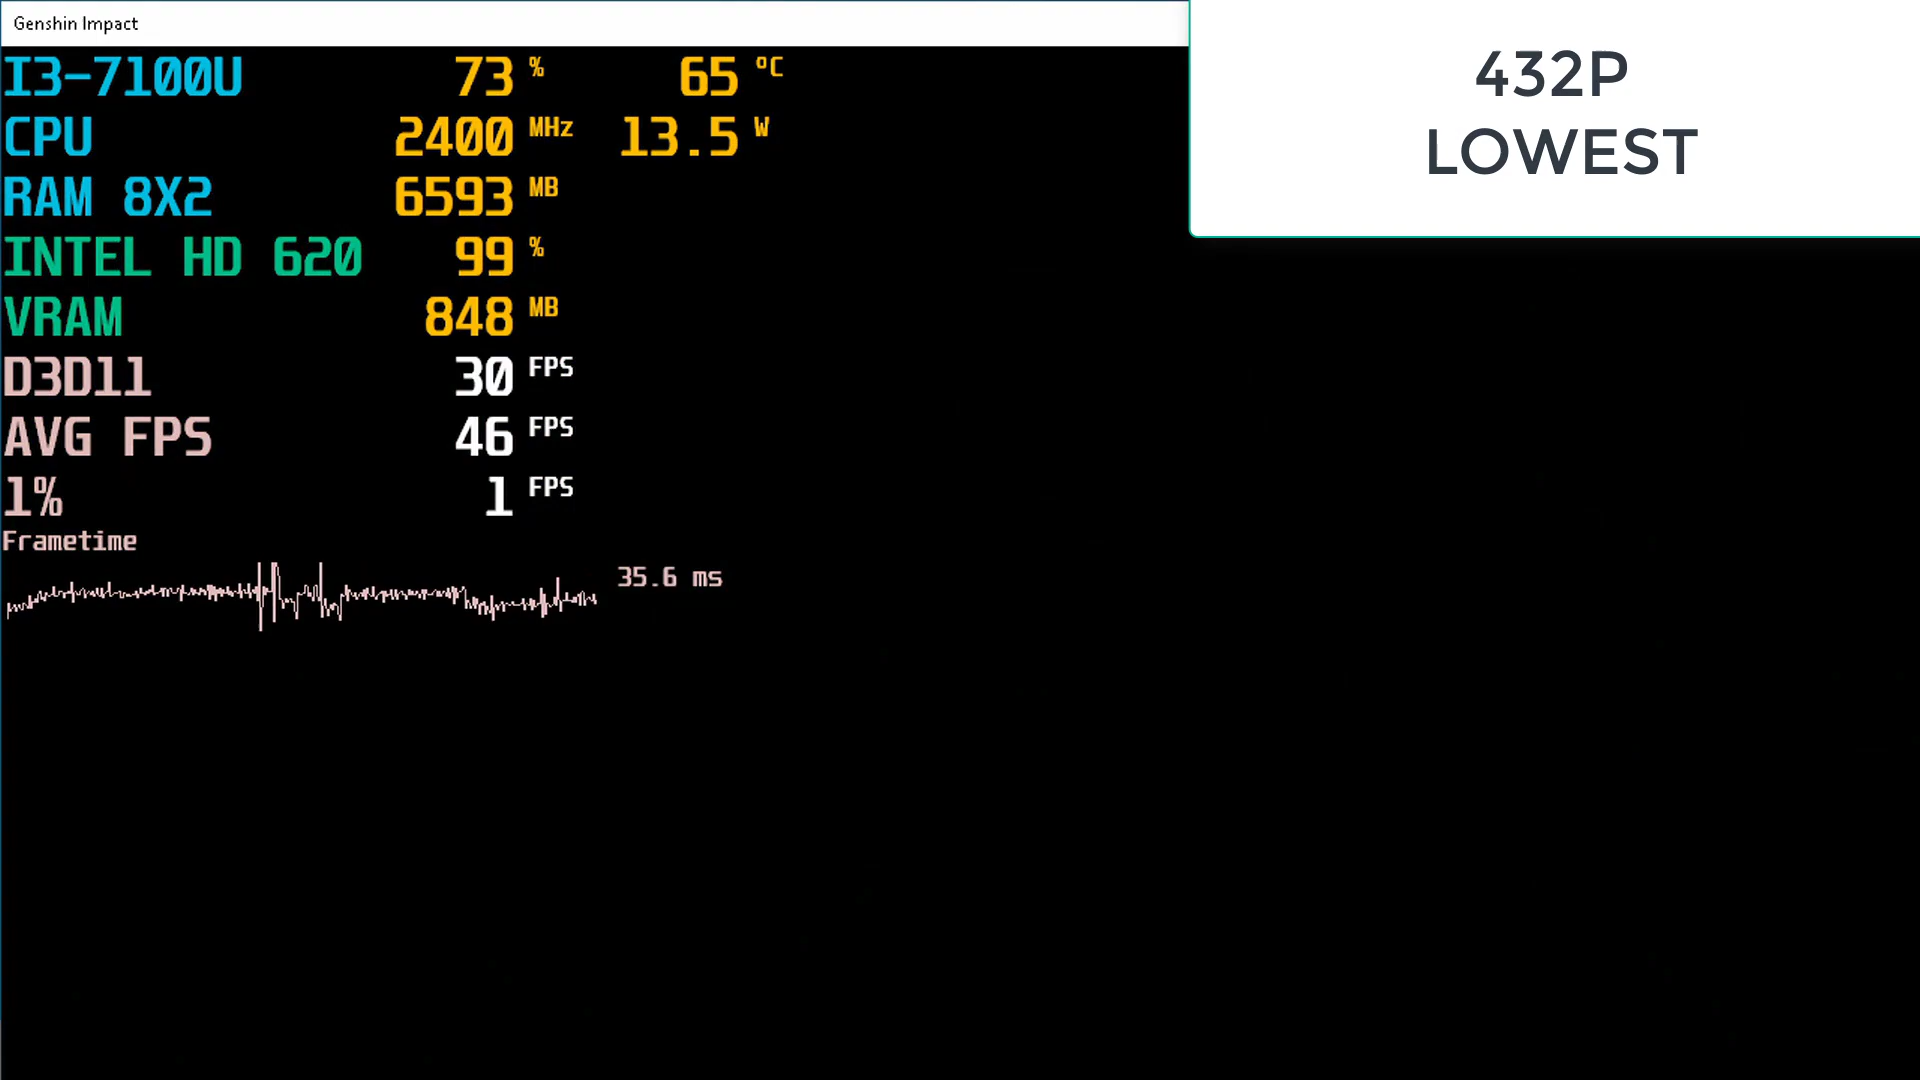 Genshin Impact
432P
LOWEST
I3-7100U 73 % 65 °C
CPU 2400 MHz 13.5 W
RAM 8X2 6593 MB
INTEL HD 620 99 %
VRAM 848 MB
D3D11 30 FPS
AVG FPS 46 FPS
1% 1 FPS
Frametime
35.6 ms